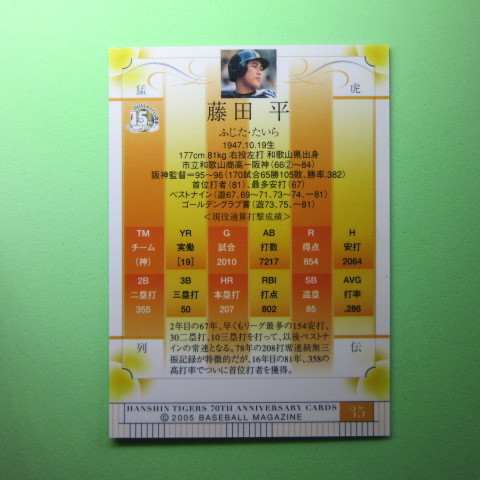 猛
虎
15
藤田 平
ふじた・たいら
1947.10.19生
177cm 81kg 右投左打 和歌山県出身
市立和歌山商高－阪神(66②〜84)
阪神監督＝95〜96(170試合65勝105敗、勝率.382)
首位打者(81)、最多安打(67)
ベストナイン(遊67、69〜71、73〜74、一81)
ゴールデングラブ賞(遊73、75、一81)
〈現役通算打撃成績〉
TM YR G AB R H
チーム 実働 試合 打数 得点 安打
(神) [19] 2010 7217 854 2064
2B 3B HR RBI SB AVG
二塁打 三塁打 本塁打 打点 盗塁 打率
355 50 207 802 85 .286
2年目の67年、早くもリーグ最多の154安打、
30二塁打、10三塁打を打って、以後ベストナ
インの常連となる。78年の208打席連続無三
振記録が特徴的だが、16年目の81年、.358の
高打率でついに首位打者を獲得。
列
伝
HANSHIN TIGERS 70TH ANNIVERSARY CARDS
35
© 2005 BASEBALL MAGAZINE